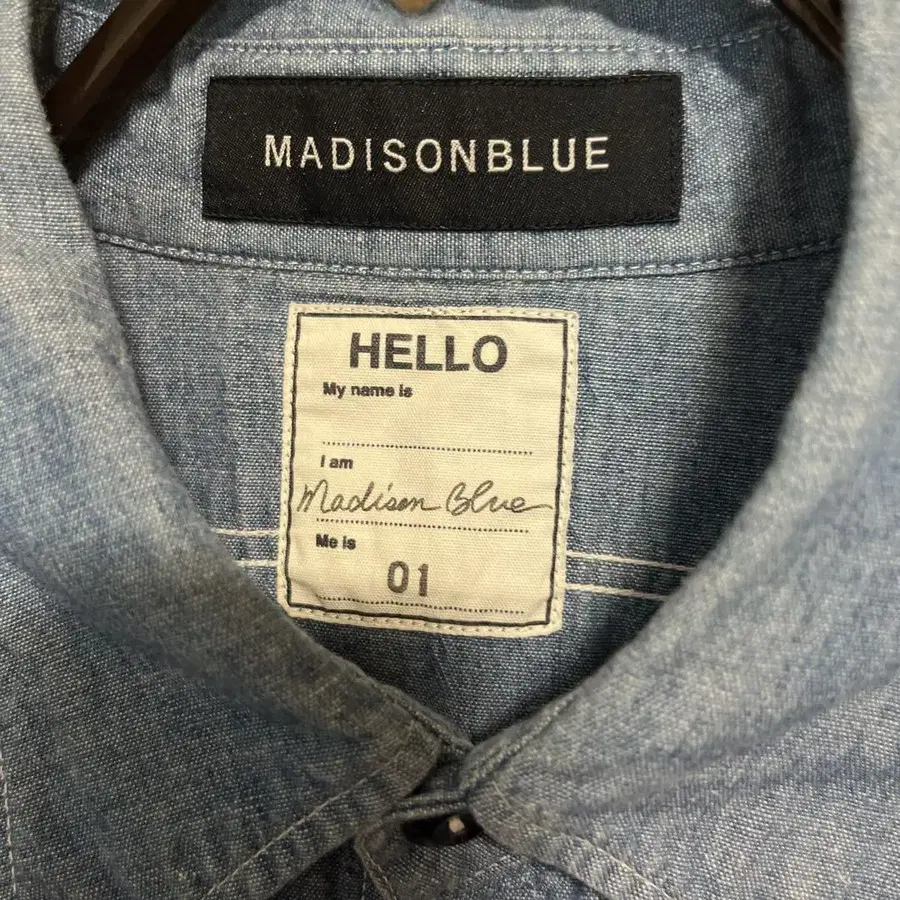 MADISONBLUE
HELLO
My name is
I am
Madison Blue
Me is
01